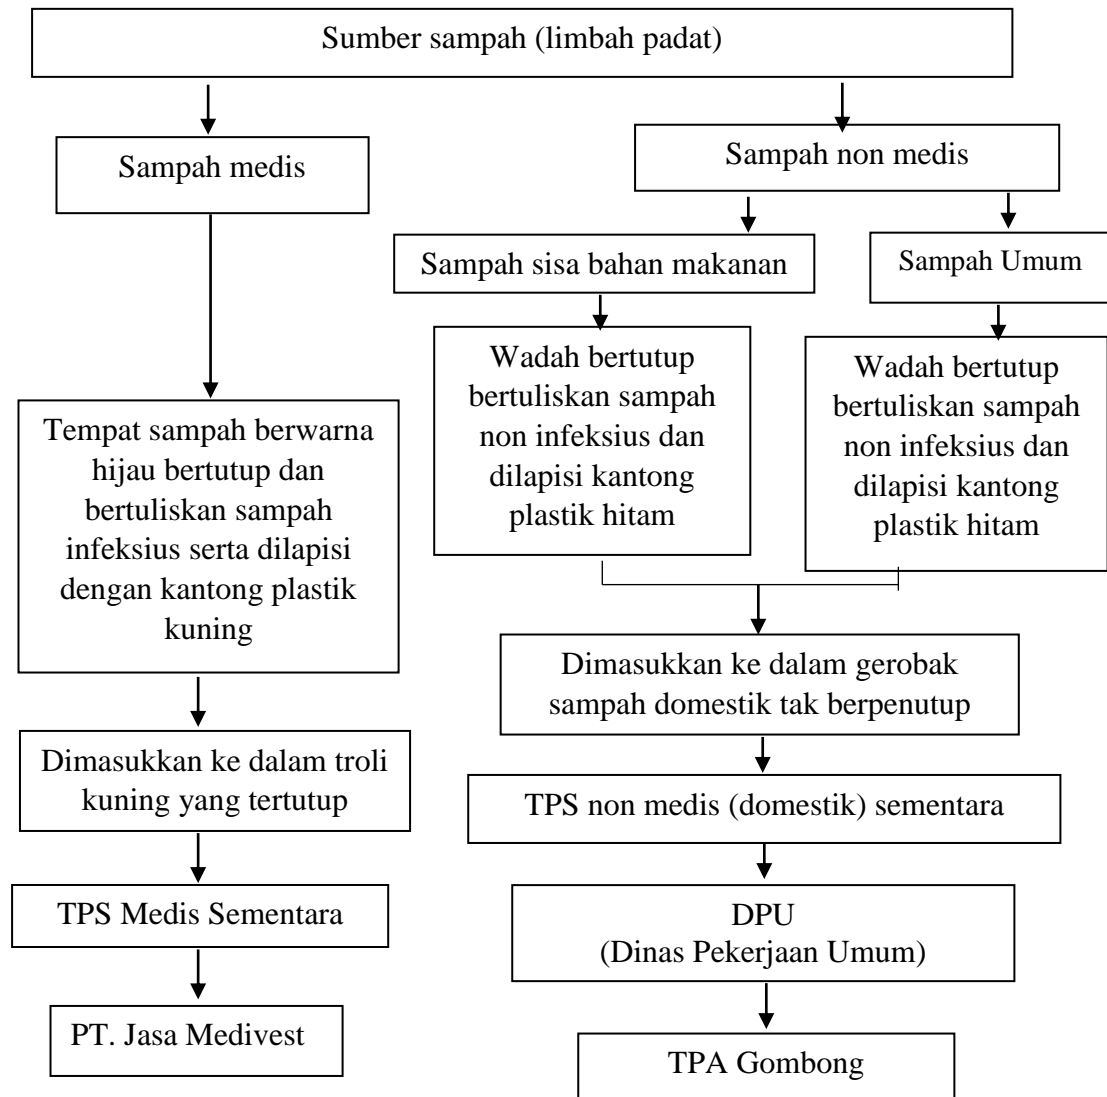 Sumber sampah (limbah padat)
Sampah medis
Sampah non medis
Sampah sisa bahan makanan
Sampah Umum
Tempat sampah berwarna
hijau bertutup dan
bertuliskan sampah
infeksius serta dilapisi
dengan kantong plastik
kuning
Wadah bertutup
bertuliskan sampah
non infeksius dan
dilapisi kantong
plastik hitam
Wadah bertutup
bertuliskan sampah
non infeksius dan
dilapisi kantong
plastik hitam
Dimasukkan ke dalam troli
kuning yang tertutup
Dimasukkan ke dalam gerobak
sampah domestik tak berpenutup
TPS Medis Sementara
TPS non medis (domestik) sementara
PT. Jasa Medivest
DPU
(Dinas Pekerjaan Umum)
TPA Gombong